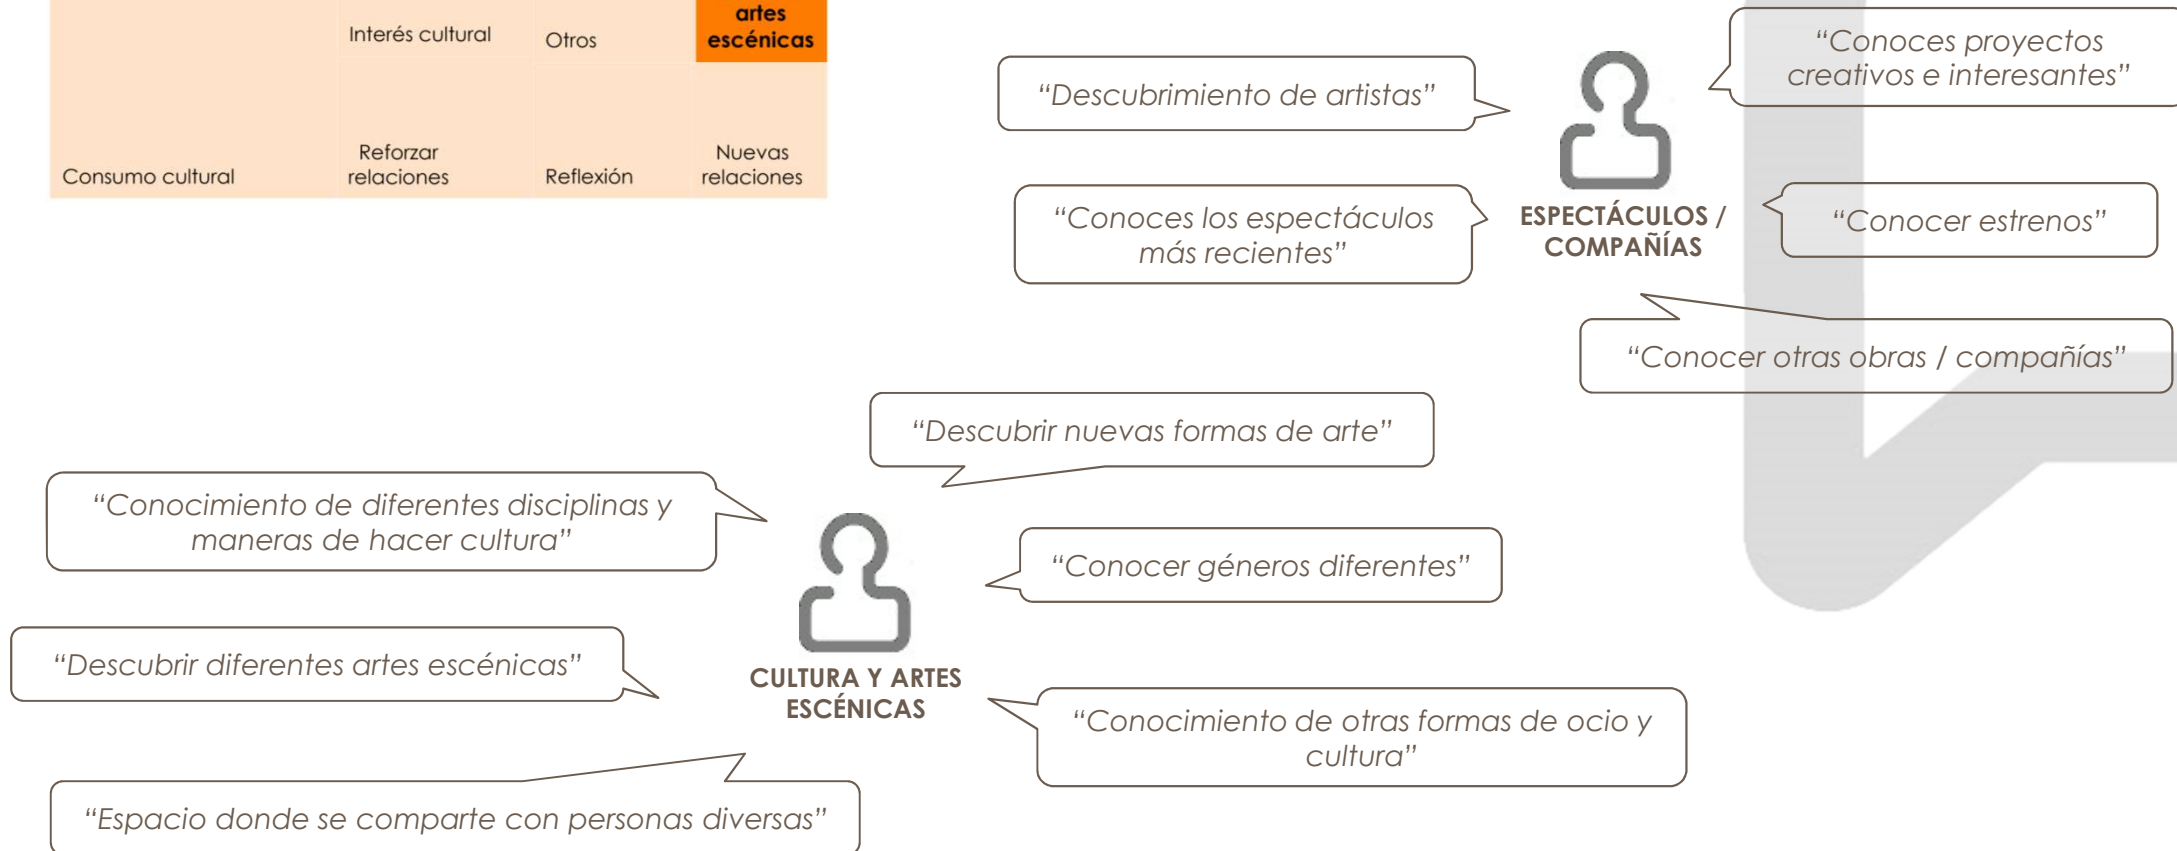 artes
escénicas
Interés cultural
Otros
Reforzar
relaciones
Nuevas
relaciones
Consumo cultural
Reflexión
“Conoces proyectos
creativos e interesantes”
“Descubrimiento de artistas”
“Conoces los espectáculos
más recientes”
ESPECTÁCULOS /
COMPAÑÍAS
“Conocer estrenos”
“Conocer otras obras / compañías”
“Descubrir nuevas formas de arte”
“Conocimiento de diferentes disciplinas y
maneras de hacer cultura”
“Conocer géneros diferentes”
“Descubrir diferentes artes escénicas”
CULTURA Y ARTES
ESCÉNICAS
“Conocimiento de otras formas de ocio y
cultura”
“Espacio donde se comparte con personas diversas”